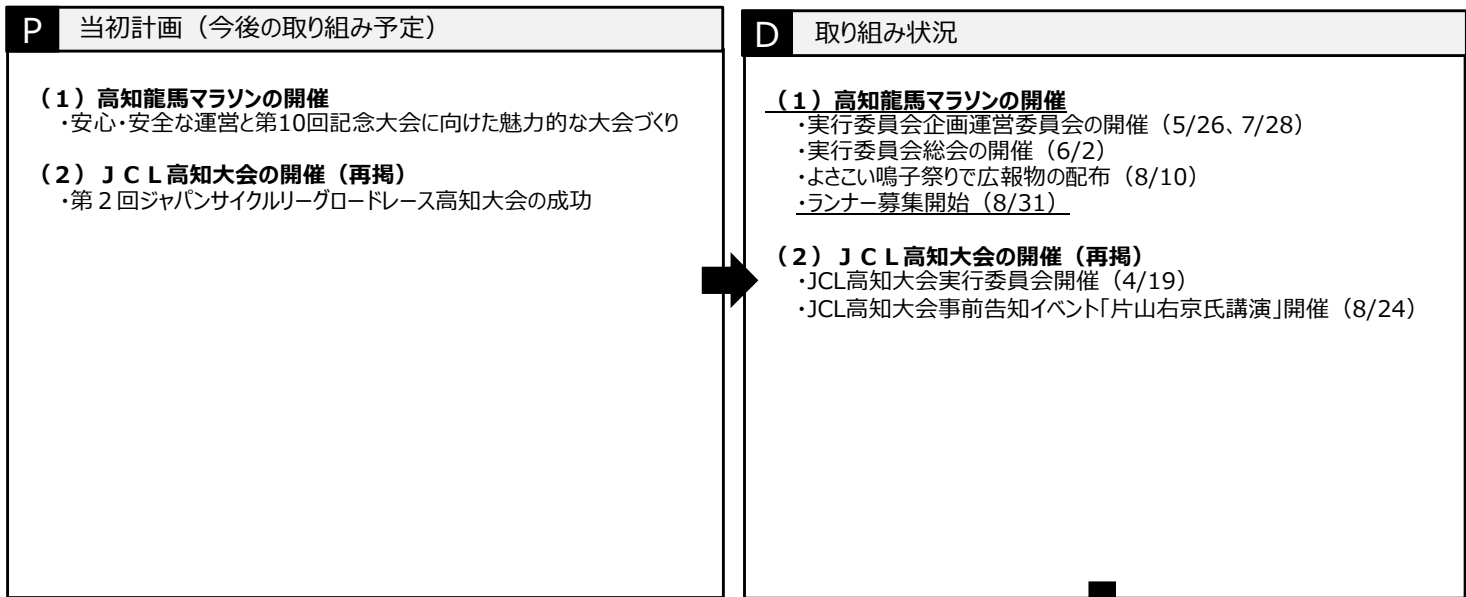 P 当初計画（今後の取り組み予定）
（１）高知龍馬マラソンの開催
・安心・安全な運営と第10回記念大会に向けた魅力的な大会づくり
（２）ＪＣＬ高知大会の開催（再掲）
・第２回ジャパンサイクルリーグロードレース高知大会の成功
D 取り組み状況
（１）高知龍馬マラソンの開催
・実行委員会企画運営委員会の開催（5/26、7/28）
・実行委員会総会の開催（6/2）
・よさこい鳴子祭りで広報物の配布（8/10）
・ランナー募集開始（8/31）
（２）ＪＣＬ高知大会の開催（再掲）
・JCL高知大会実行委員会開催（4/19）
・JCL高知大会事前告知イベント「片山右京氏講演」開催（8/24）